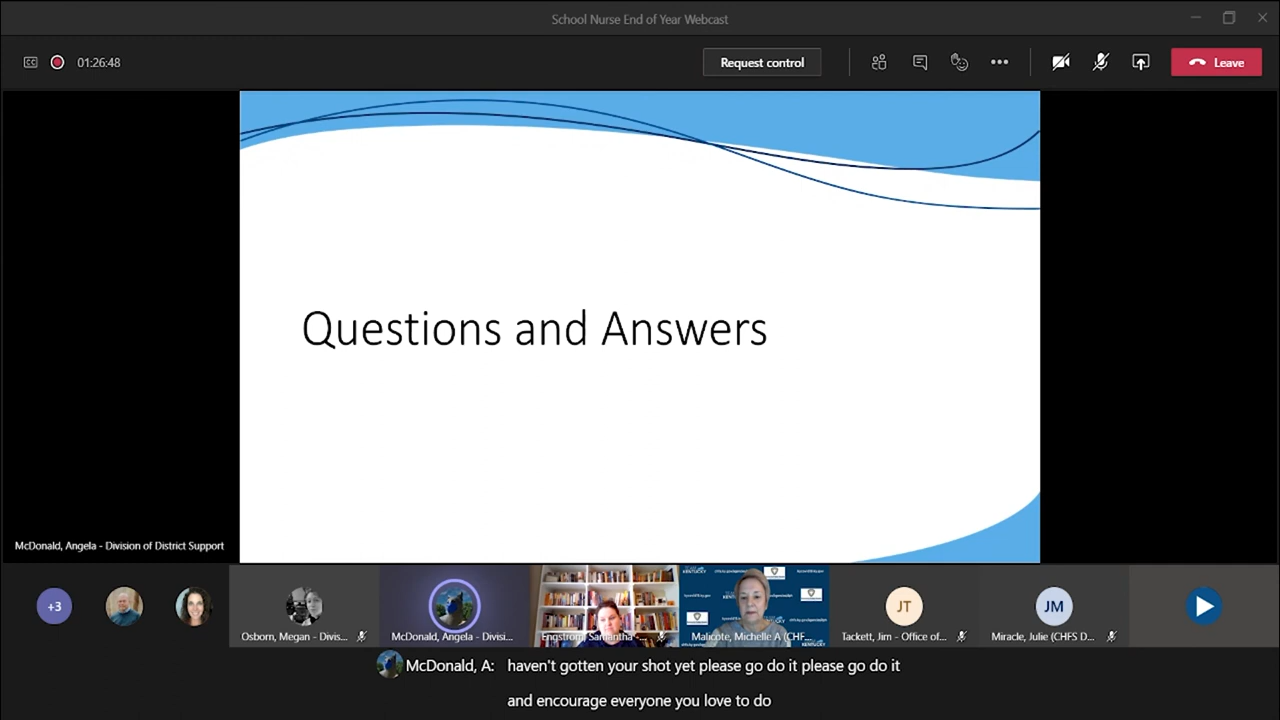 School Nurse End of Year Webcast
CC
01:26:48
Request control
Leave
Questions and Answers
McDonald, Angela - Division of District Support
+3
Osborn, Megan - Divis...
McDonald, Angela - Divisi...
Engstrom, Samantha -...
Malicote, Michelle A (CHF...
JT
Tackett, Jim - Office of...
JM
Miracle, Julie (CHFS D...
McDonald, A: haven't gotten your shot yet please go do it please go do it
and encourage everyone you love to do